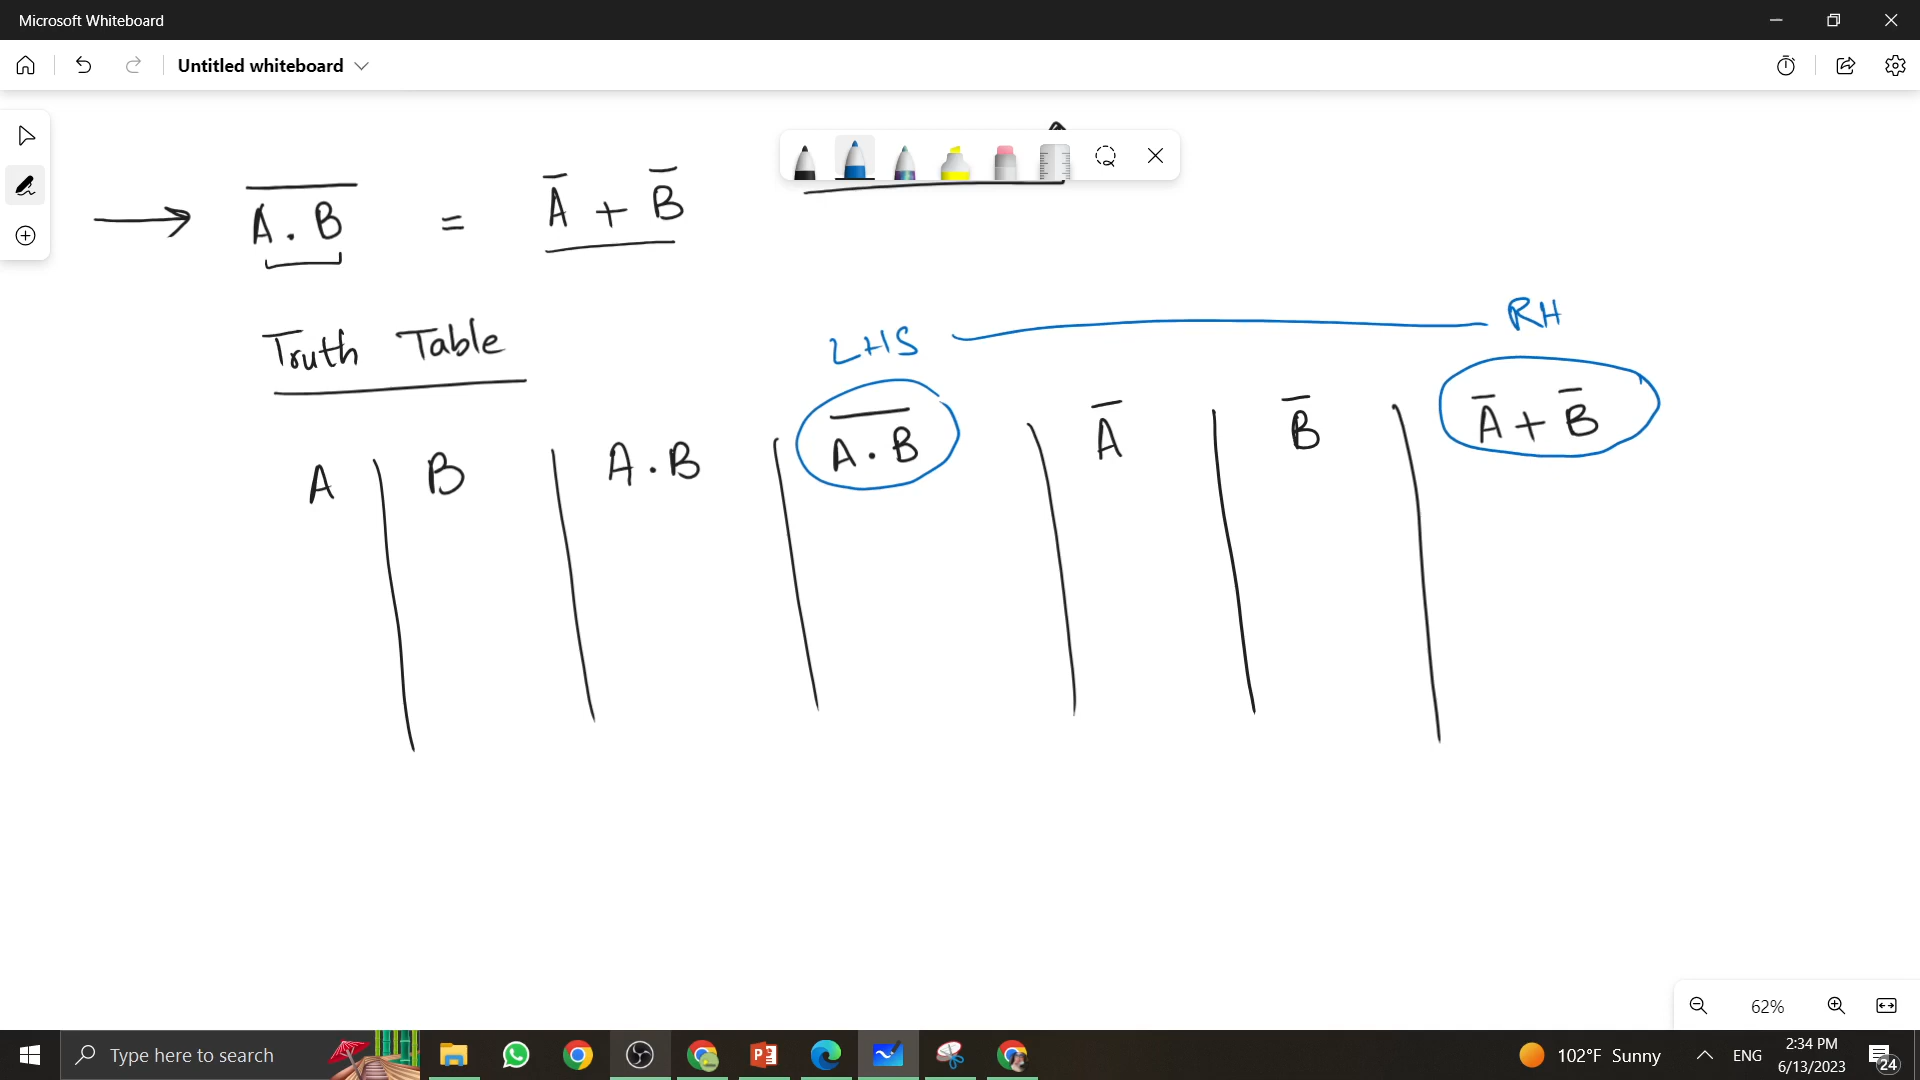 Microsoft Whiteboard
Untitled whiteboard
A̅.̅B̅ = A̅ + B̅
Truth Table
LHS RH
A B A.B A̅.̅B̅ A̅ B̅ A̅+B̅
62%
Type here to search
102°F Sunny
ENG
2:34 PM
6/13/2023
24